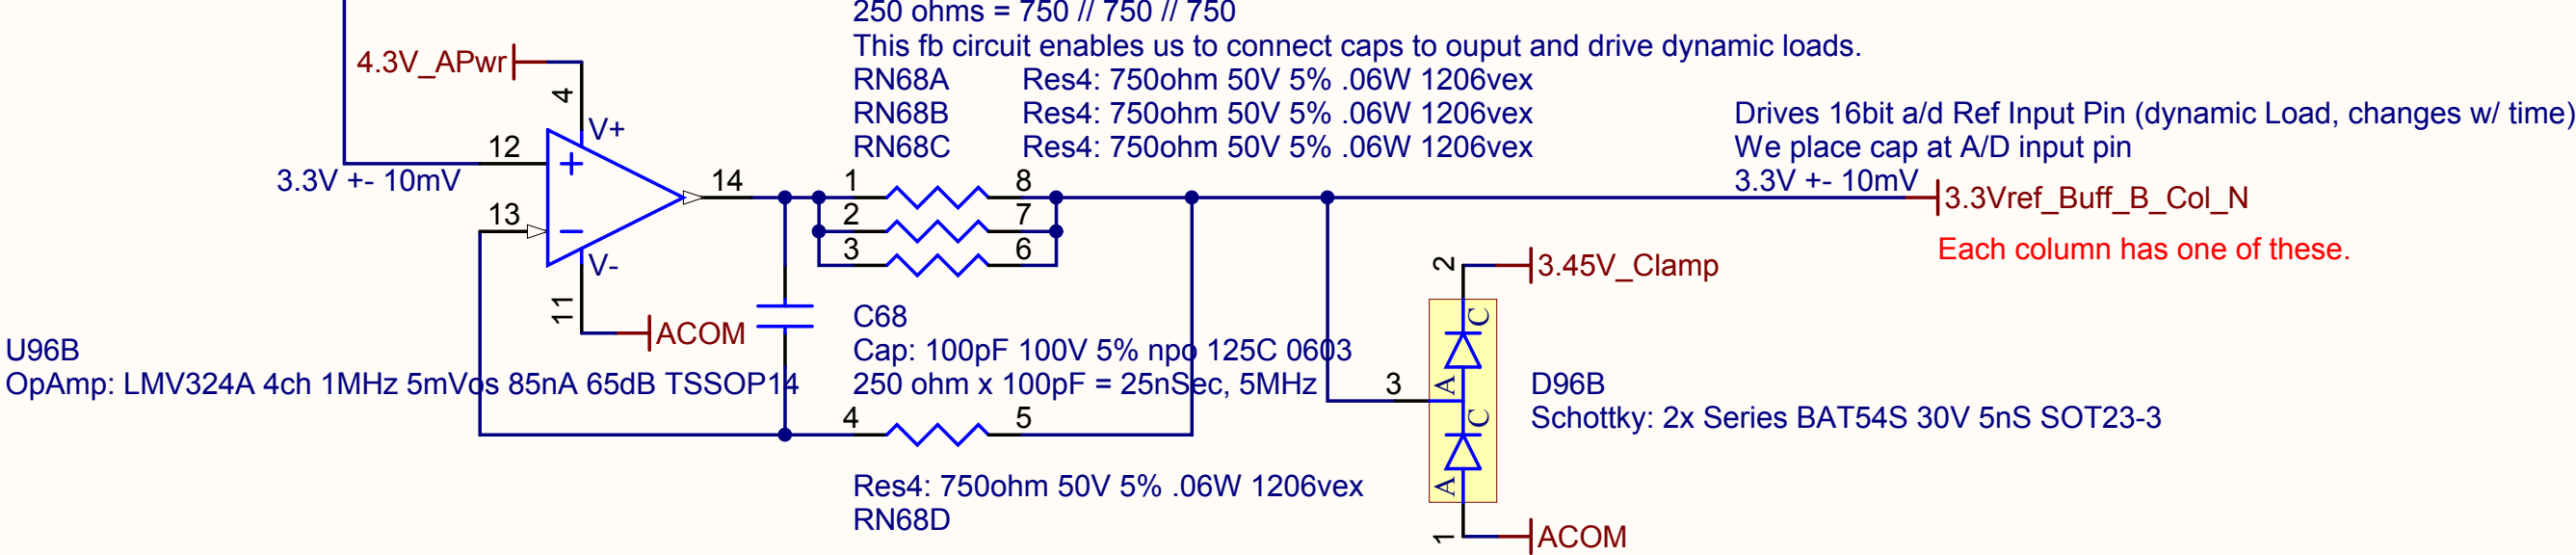 250 ohms = 750 // 750 // 750
This fb circuit enables us to connect caps to ouput and drive dynamic loads.
4.3V_APwr
RN68A Res4: 750ohm 50V 5% .06W 1206vex
4
RN68B Res4: 750ohm 50V 5% .06W 1206vex
Drives 16bit a/d Ref Input Pin (dynamic Load, changes w/ time)
V+
12
RN68C Res4: 750ohm 50V 5% .06W 1206vex
We place cap at A/D input pin
3.3V +- 10mV
14
1
8
3.3V +- 10mV
3.3Vref_Buff_B_Col_N
13
2
7
3
6
Each column has one of these.
V-
2
3.45V_Clamp
11
ACOM
C68
C
U96B
Cap: 100pF 100V 5% npo 125C 0603
OpAmp: LMV324A 4ch 1MHz 5mVos 85nA 65dB TSSOP14
250 ohm x 100pF = 25nSec, 5MHz
3
A
D96B
4
5
C
Schottky: 2x Series BAT54S 30V 5nS SOT23-3
Res4: 750ohm 50V 5% .06W 1206vex
A
RN68D
1
ACOM